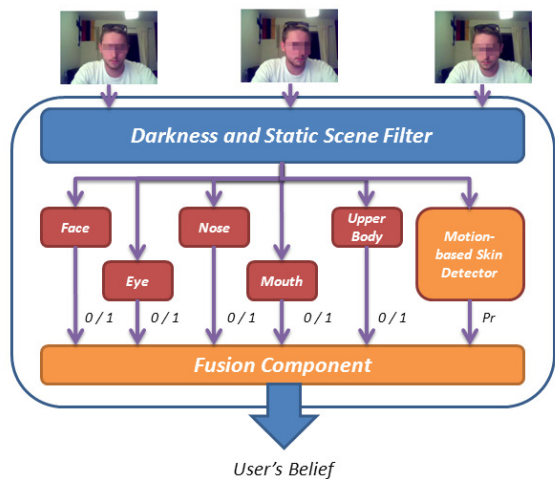 Darkness and Static Scene Filter
Face
Nose
Upper
Body
Motion-
based Skin
Detector
Eye
Mouth
0 / 1
0 / 1
0 / 1
0 / 1
0 / 1
Pr
Fusion Component
User's Belief